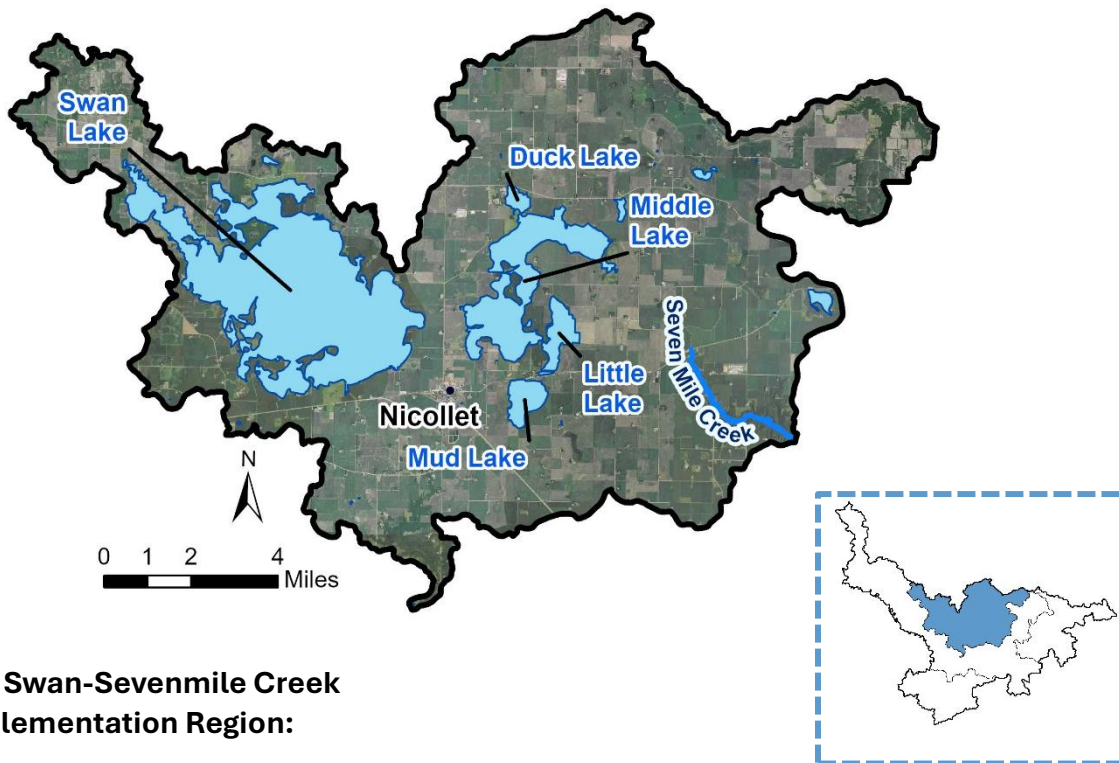 Swan
Lake
Duck Lake
Middle
Lake
Seven Mile Creek
Little
Lake
Nicollet
Mud Lake
N
0 1 2 4
Miles
Swan-Sevenmile Creek
lementation Region: